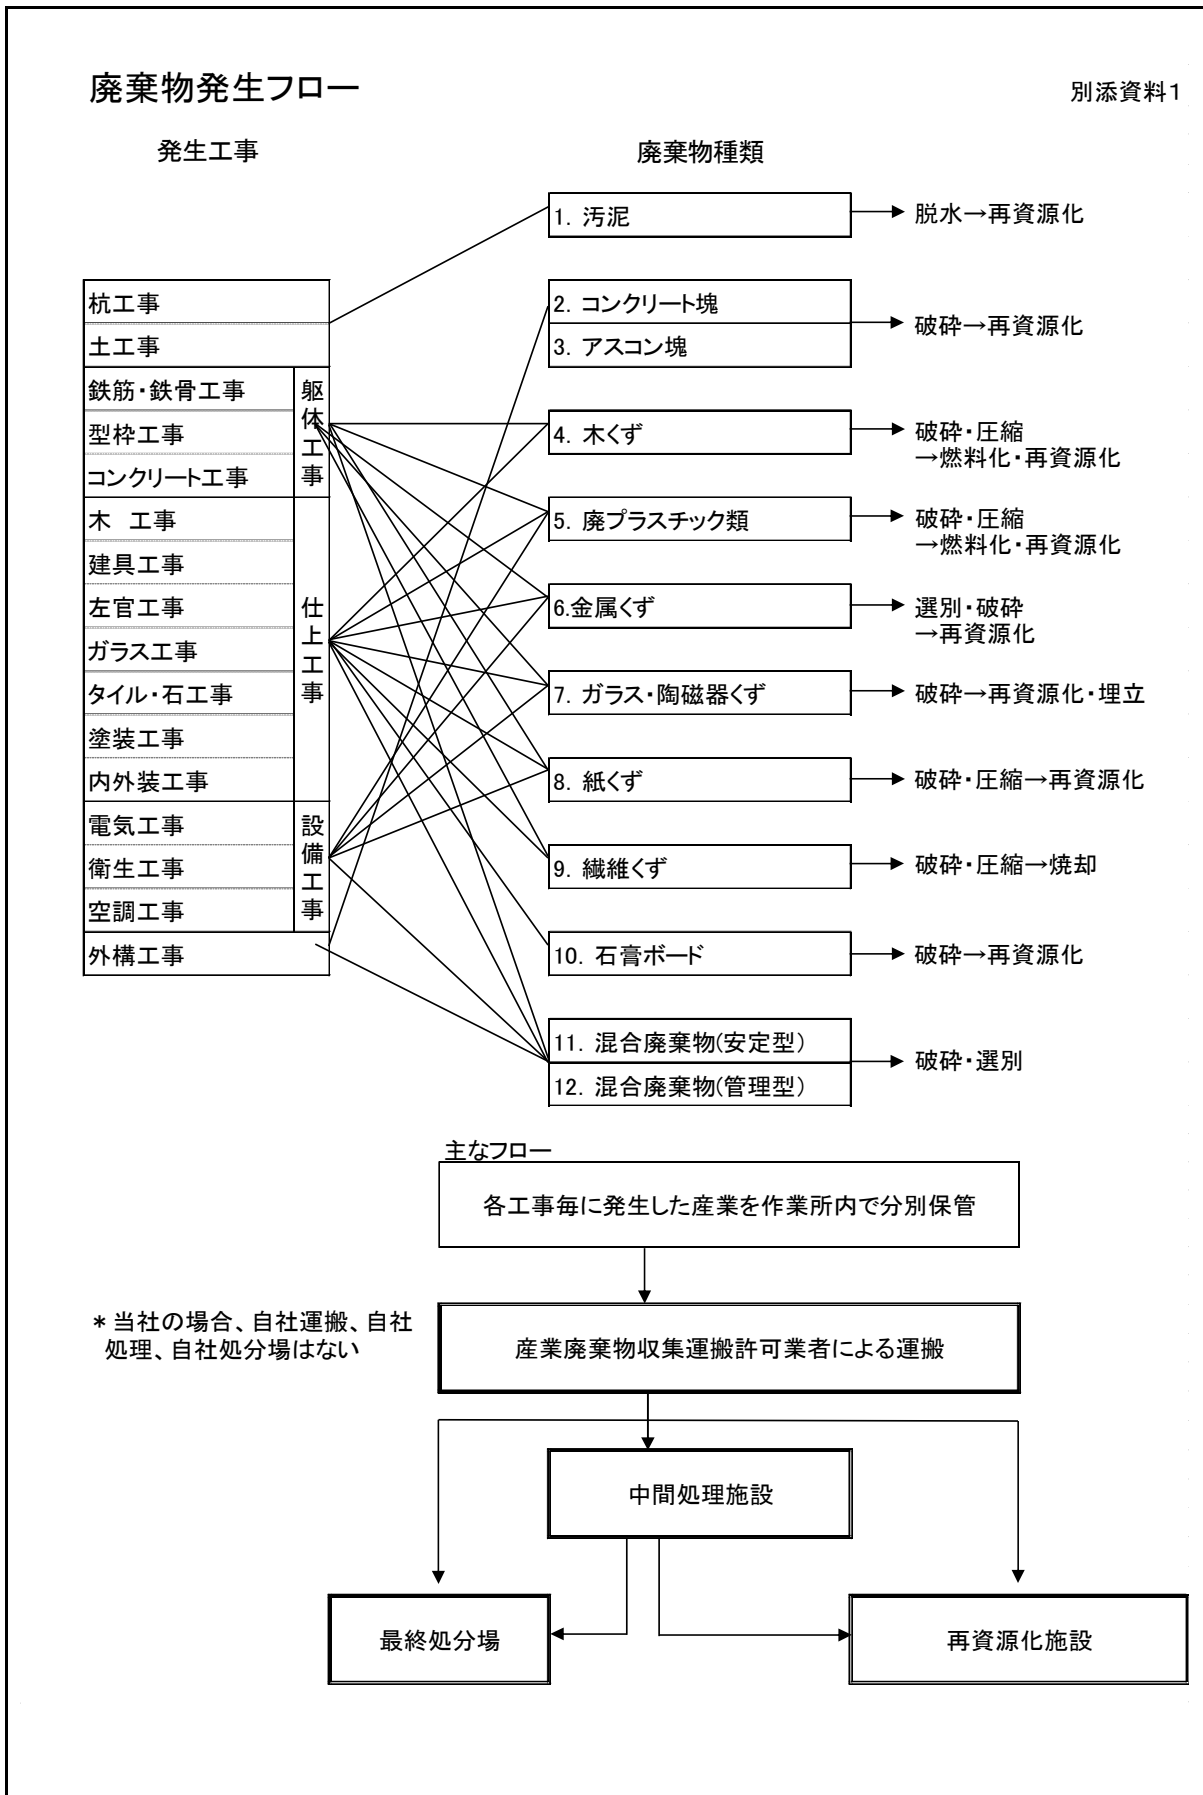 廃棄物発生フロー
別添資料1
発生工事
廃棄物種類
1. 汚泥
脱水→再資源化
杭工事
土工事
鉄筋・鉄骨工事
型枠工事
コンクリート工事
躯体工事
木　工事
建具工事
左官工事
ガラス工事
タイル・石工事
塗装工事
内外装工事
仕上工事
電気工事
衛生工事
空調工事
設備工事
外構工事
2. コンクリート塊
3. アスコン塊
破砕→再資源化
4. 木くず
破砕・圧縮
→燃料化・再資源化
5. 廃プラスチック類
破砕・圧縮
→燃料化・再資源化
6.金属くず
選別・破砕
→再資源化
7. ガラス・陶磁器くず
破砕→再資源化・埋立
8. 紙くず
破砕・圧縮→再資源化
9. 繊維くず
破砕・圧縮→焼却
10. 石膏ボード
破砕→再資源化
11. 混合廃棄物(安定型)
12. 混合廃棄物(管理型)
破砕・選別
主なフロー
各工事毎に発生した産業を作業所内で分別保管
＊当社の場合、自社運搬、自社
処理、自社処分場はない
産業廃棄物収集運搬許可業者による運搬
中間処理施設
最終処分場
再資源化施設